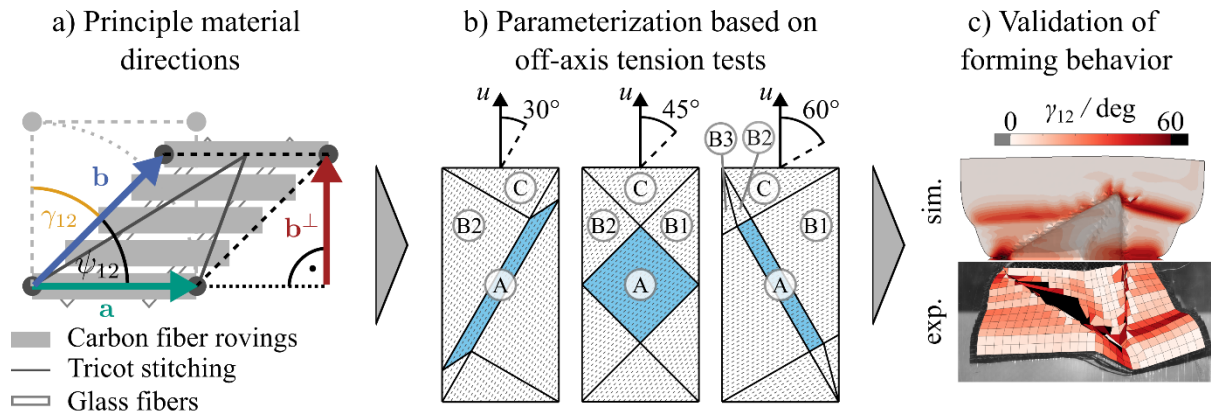 a) Principle material
directions
b
γ12
ψ12
a
b⊥
Carbon fiber rovings
Tricot stitching
Glass fibers
b) Parameterization based on
off-axis tension tests
u
30°
C
B2
A
u
45°
C
B2
B1
A
u
60°
B3
B2
C
B1
A
c) Validation of
forming behavior
γ12 / deg
0
60
sim.
exp.